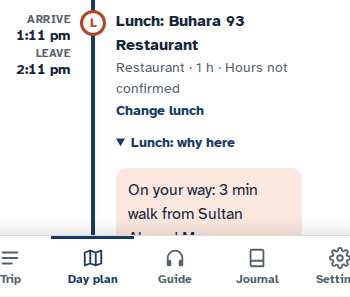 ARRIVE
1:11 pm
LEAVE
2:11 pm
L
Lunch: Buhara 93
Restaurant
Restaurant · 1 h · Hours not
confirmed
Change lunch
▼ Lunch: why here
On your way: 3 min
walk from Sultan
Trip
Day plan
Guide
Journal
Settin